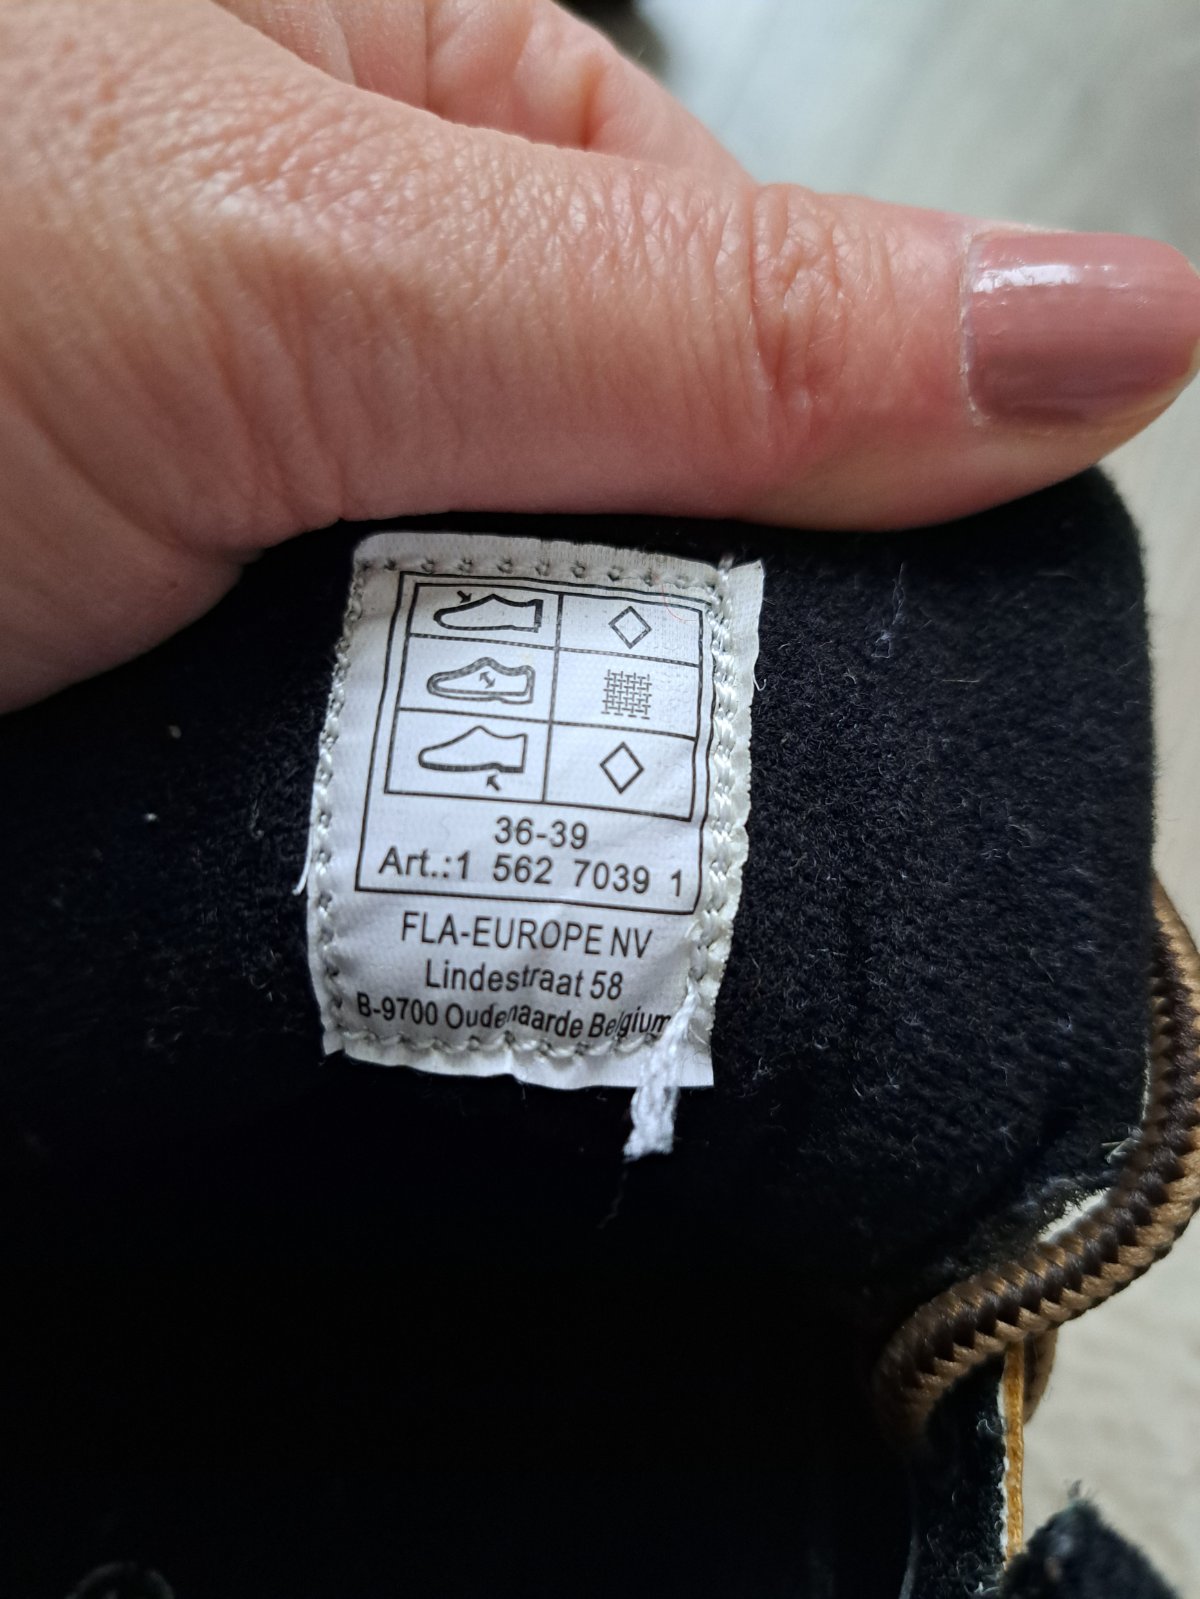 36-39
Art.:1 562 7039 1
FLA-EUROPE NV
Lindestraat 58
B-9700 Oudenaarde Belgium